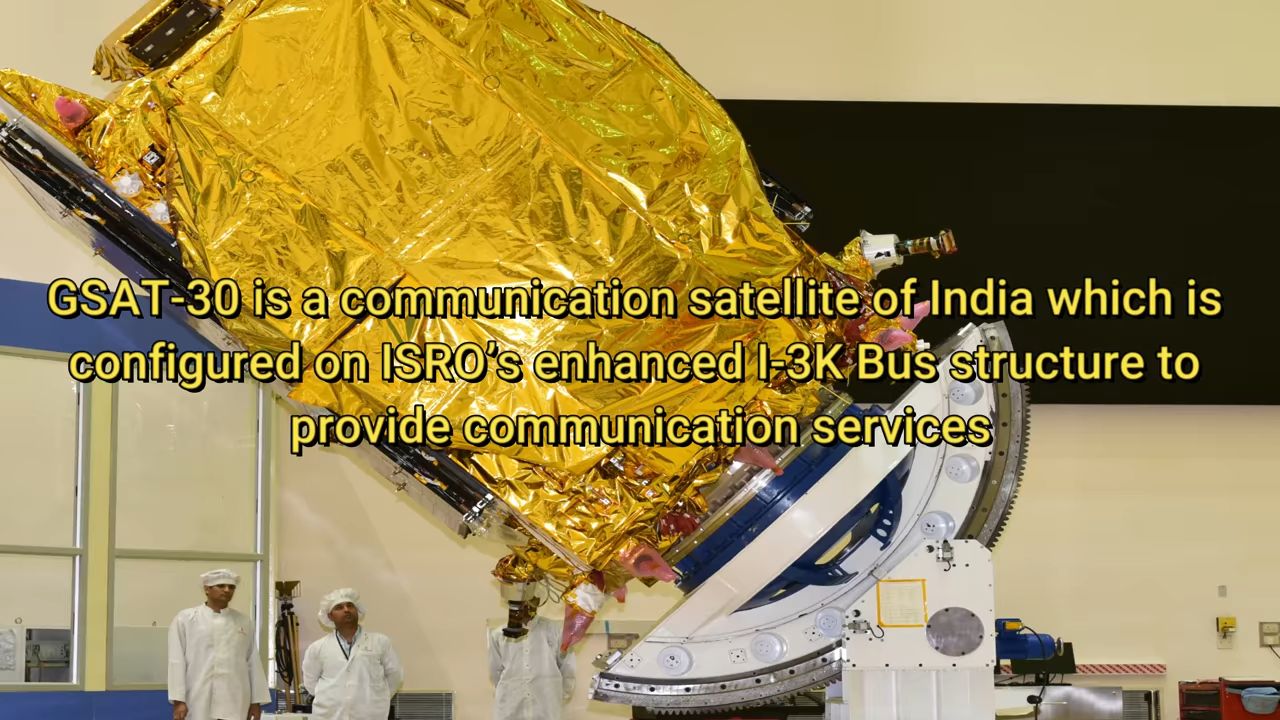 GSAT-30 is a communication satellite of India which is
configured on ISRO’s enhanced I-3K Bus structure to
provide communication services